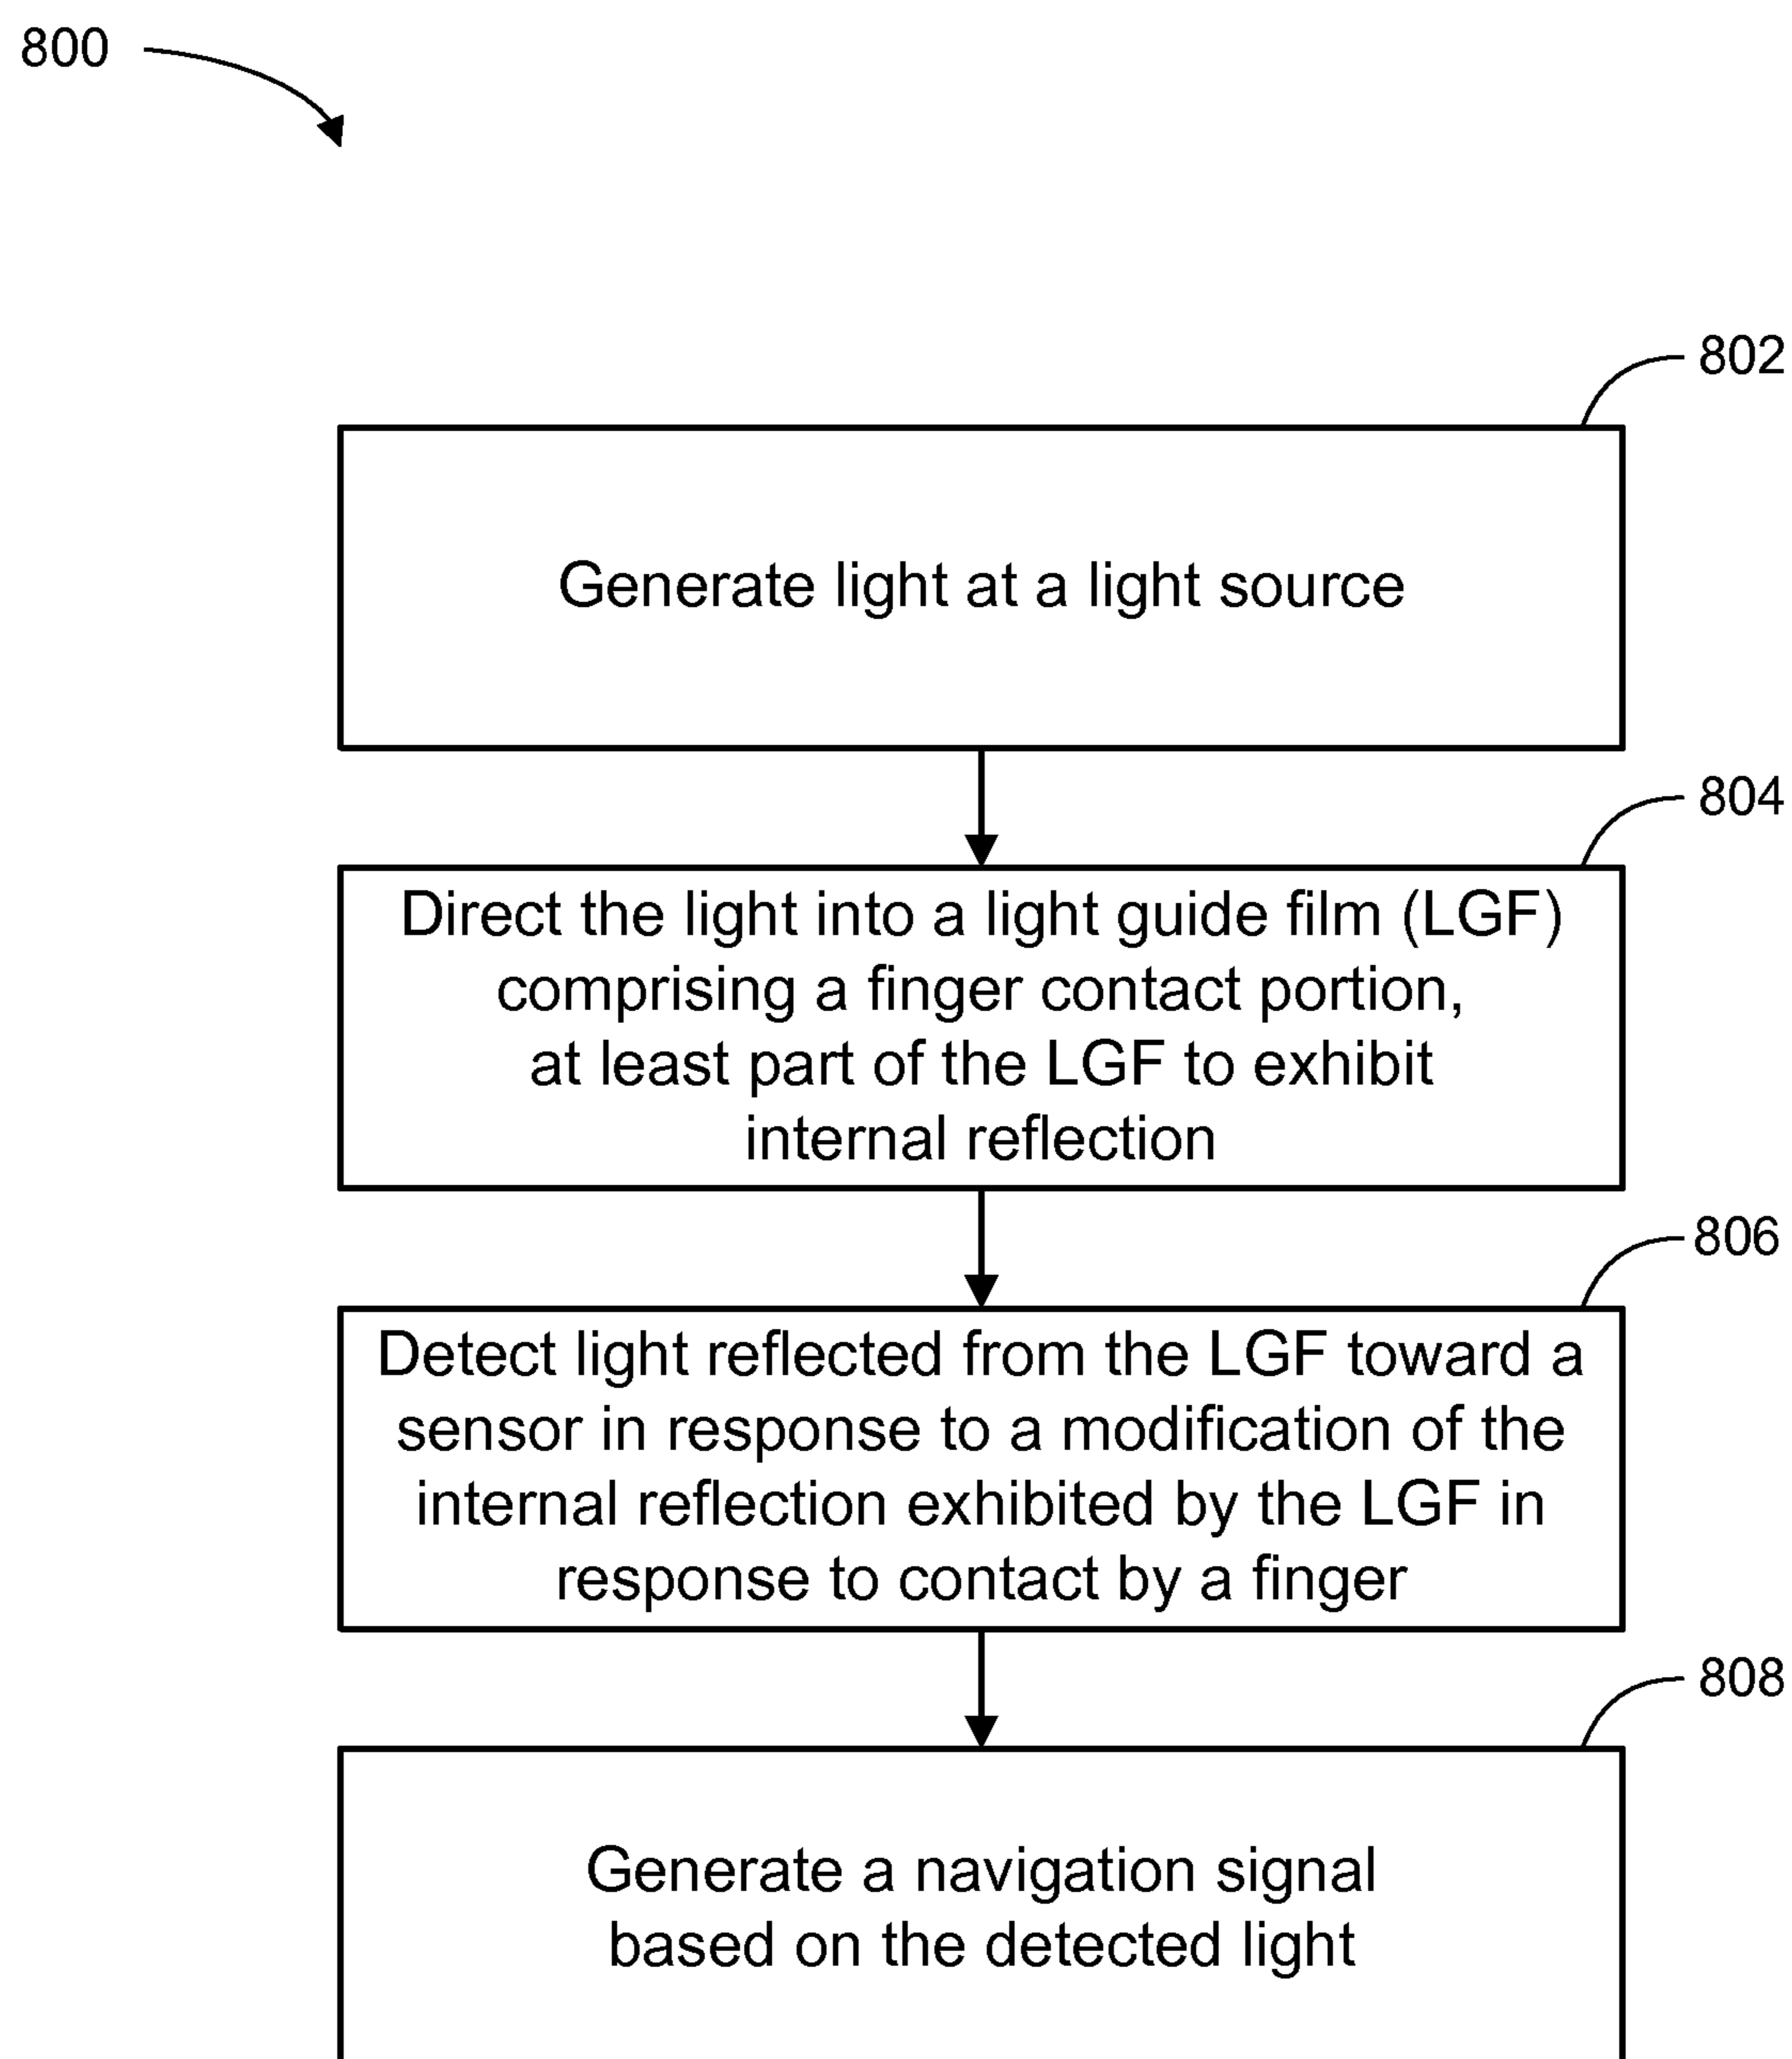 800
802
Generate light at a light source
804
Direct the light into a light guide film (LGF)
comprising a finger contact portion,
at least part of the LGF to exhibit
internal reflection
806
Detect light reflected from the LGF toward a
sensor in response to a modification of the
internal reflection exhibited by the LGF in
response to contact by a finger
808
Generate a navigation signal
based on the detected light